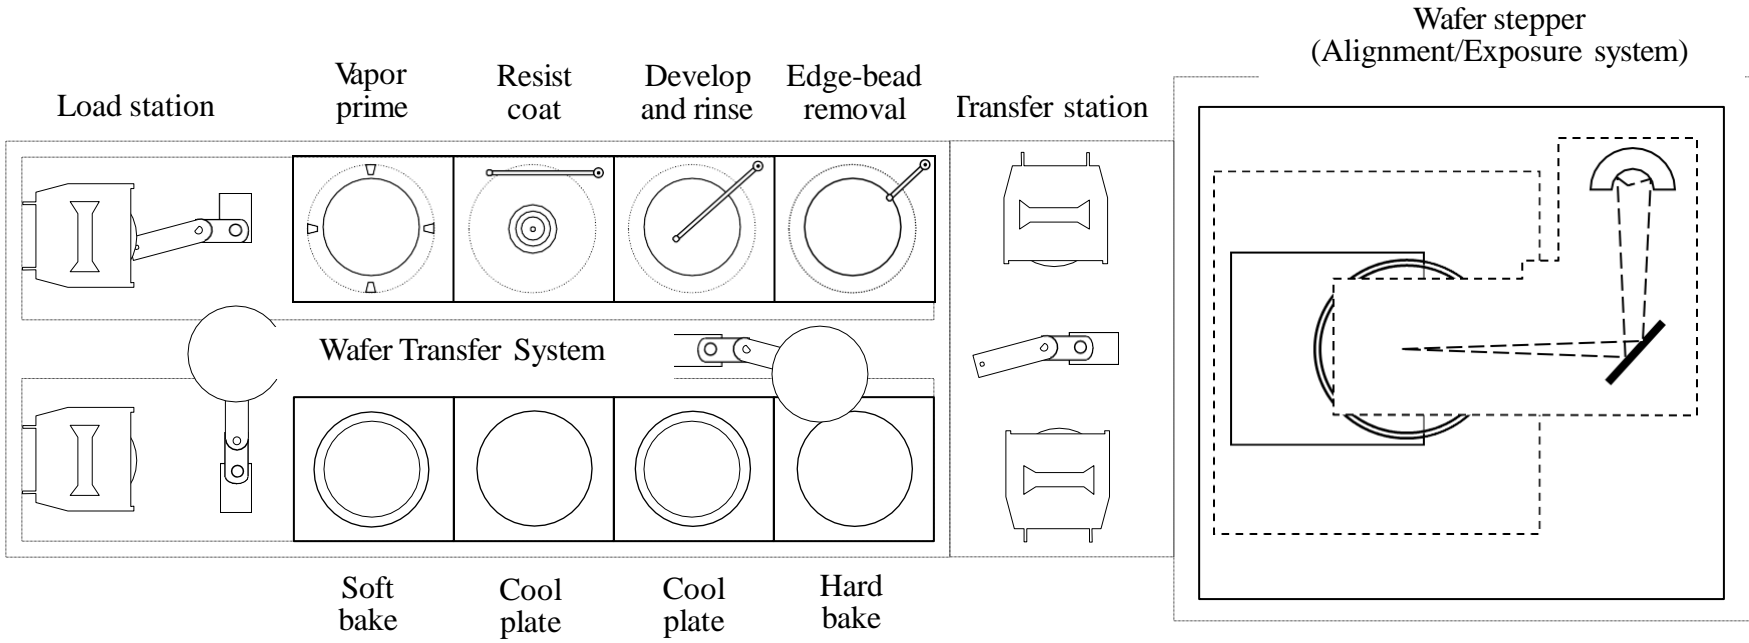 Wafer stepper
(Alignment/Exposure system)
Load station
Vapor
prime
Resist
coat
Develop
and rinse
Edge-bead
removal
Transfer station
Wafer Transfer System
Soft
bake
Cool
plate
Cool
plate
Hard
bake